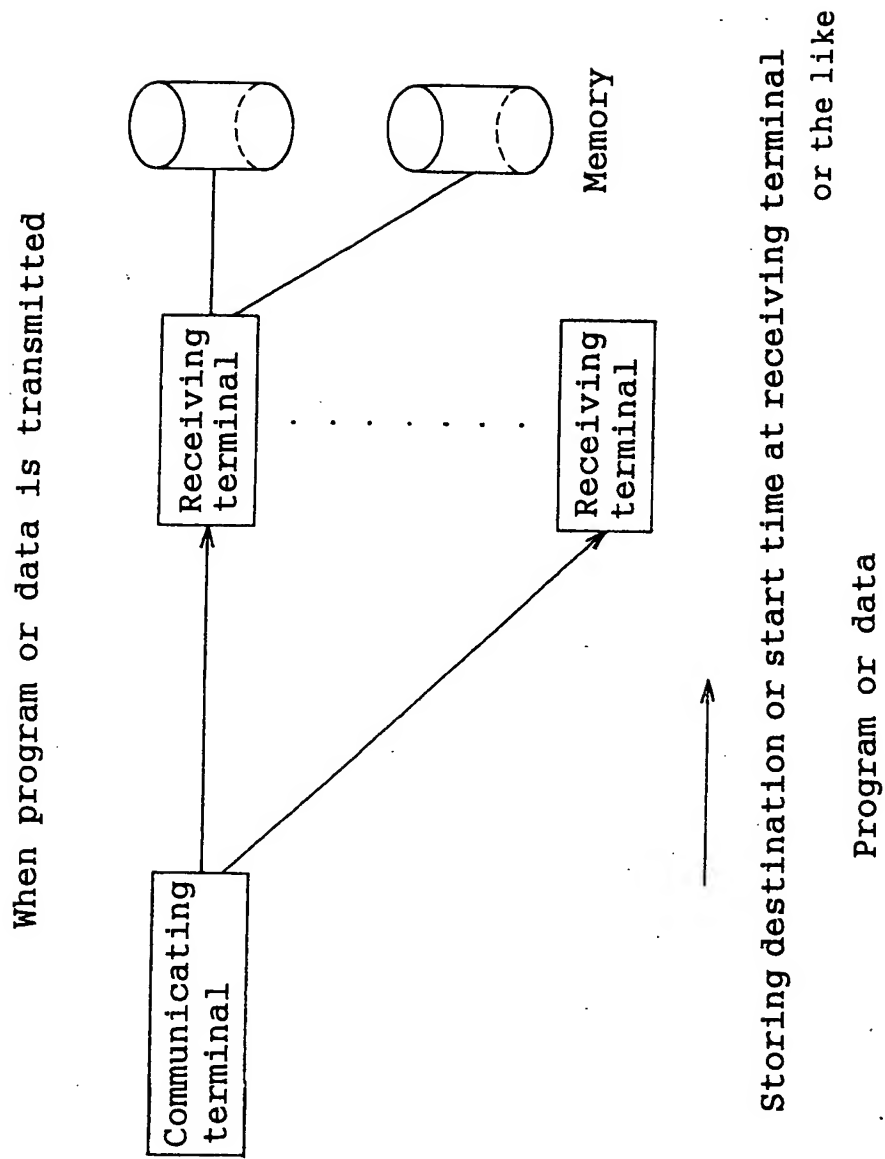 When program or data is transmitted
Communicating
terminal
Receiving
terminal
Receiving
terminal
Memory
Storing destination or start time at receiving terminal
or the like
Program or data